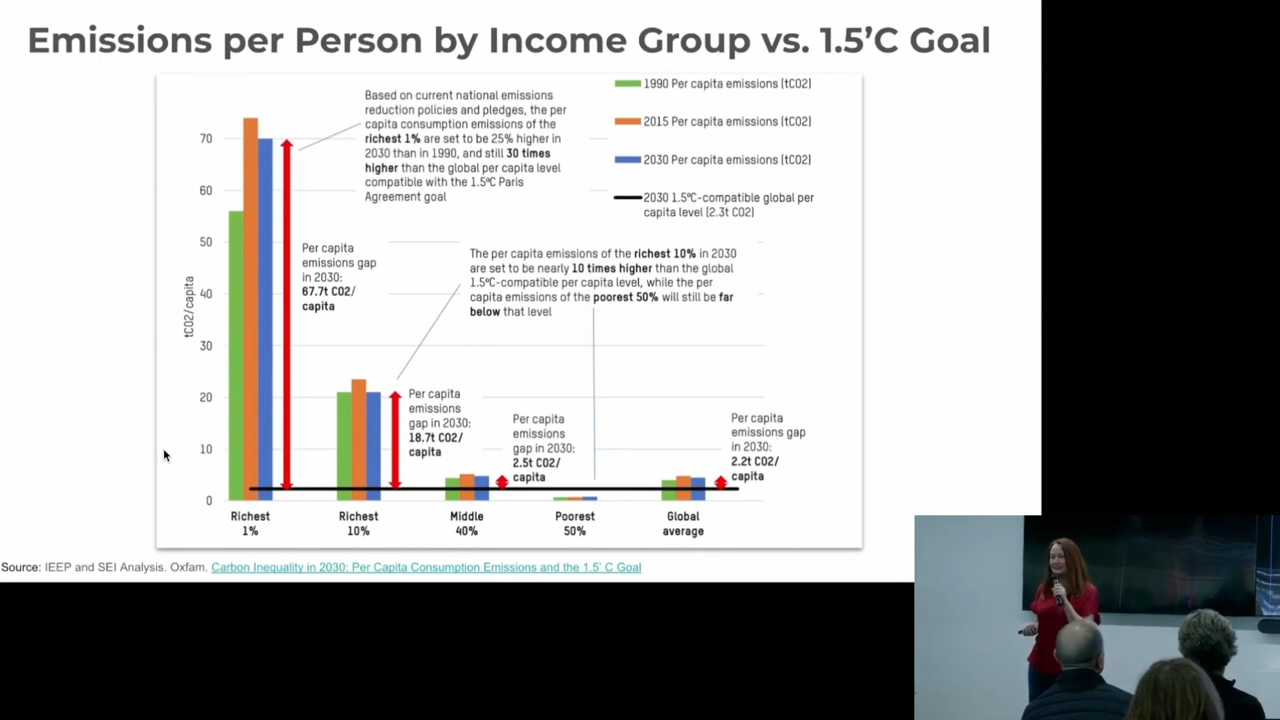 Emissions per Person by Income Group vs. 1.5’C Goal
Based on current national emissions
reduction policies and pledges, the per
capita consumption emissions of the
richest 1% are set to be 25% higher in
2030 than in 1990, and still 30 times
higher than the global per capita level
compatible with the 1.5ºC Paris
Agreement goal
1990 Per capita emissions (tCO2)
2015 Per capita emissions (tCO2)
2030 Per capita emissions (tCO2)
2030 1.5ºC-compatible global per
capita level (2.3t CO2)
tCO2/capita
70
60
50
40
30
20
10
0
Per capita
emissions gap
in 2030:
67.7t CO2/
capita
The per capita emissions of the richest 10% in 2030
are set to be nearly 10 times higher than the global
1.5ºC-compatible per capita level, while the per
capita emissions of the poorest 50% will still be far
below that level
Per capita
emissions
gap in 2030:
18.7t CO2/
capita
Per capita
emissions
gap in 2030:
2.5t CO2/
capita
Per capita
emissions gap
in 2030:
2.2t CO2/
capita
Richest
1%
Richest
10%
Middle
40%
Poorest
50%
Global
average
Source: IEEP and SEI Analysis. Oxfam. Carbon Inequality in 2030: Per Capita Consumption Emissions and the 1.5’ C Goal